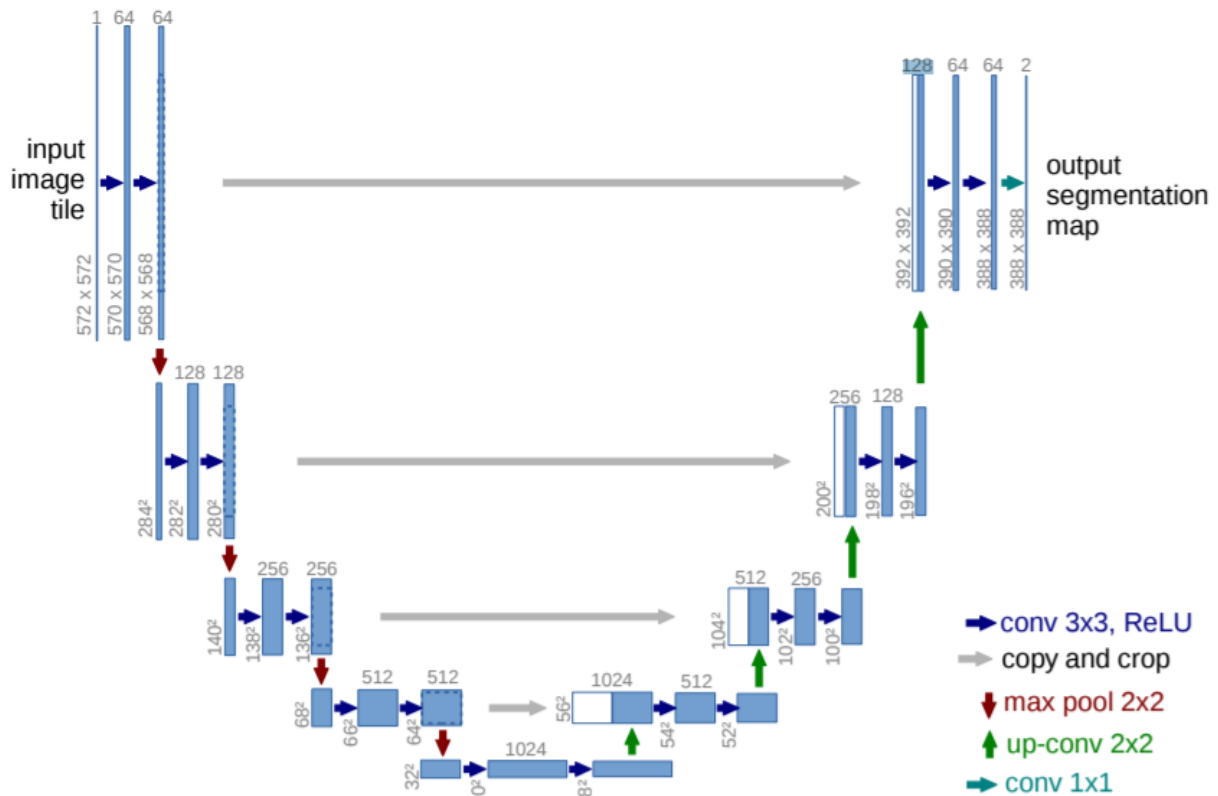 1 64 64
128 64 64 2
input
image
tile
output
segmentation
map
572 x 572
570 x 570
568 x 568
392 x 392
390 x 390
388 x 388
388 x 388
128 128
256 128
284²
282²
280²
200²
198²
196²
256 256
512 256
140²
138²
136²
104²
102²
100²
conv 3x3, ReLU
copy and crop
max pool 2x2
up-conv 2x2
conv 1x1
512 512
1024 512
68²
66²
64²
56²
54²
52²
1024
32²
0²
8²